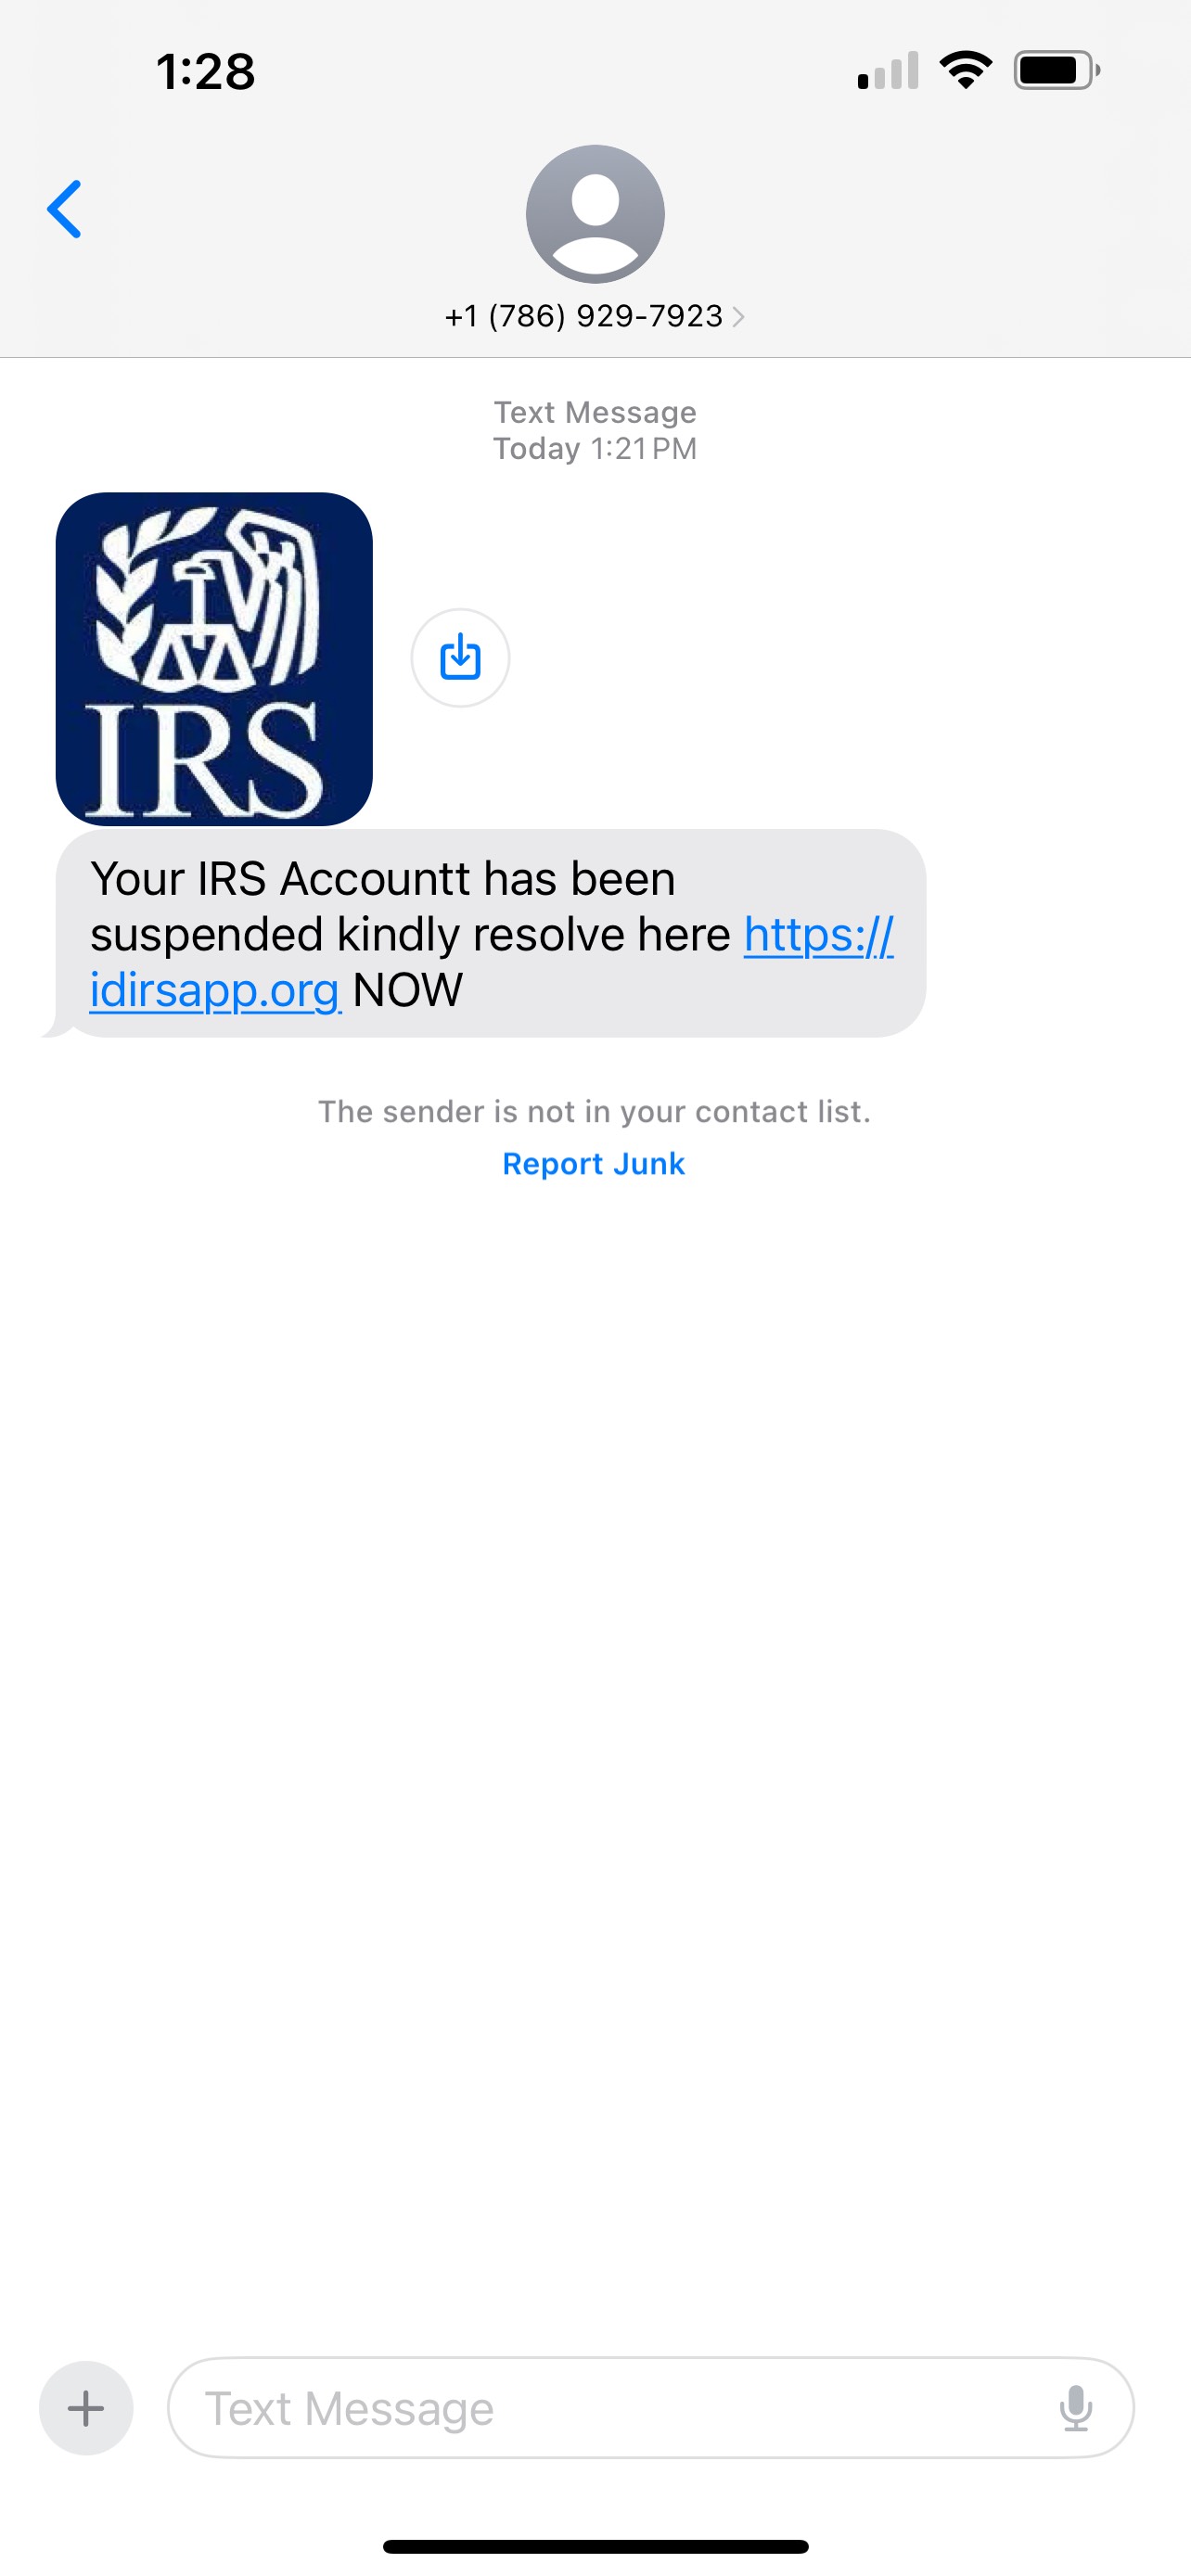 1:28
+1 (786) 929-7923
Text Message
Today 1:21 PM
IRS
Your IRS Accountt has been
suspended kindly resolve here https://
idirsapp.org NOW
The sender is not in your contact list.
Report Junk
Text Message